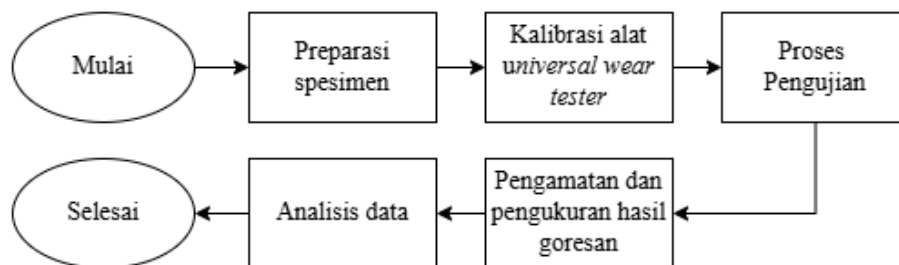 Mulai
Preparasi
spesimen
Kalibrasi alat
universal wear
tester
Proses
Pengujian
Pengamatan dan
pengukuran hasil
goresan
Analisis data
Selesai